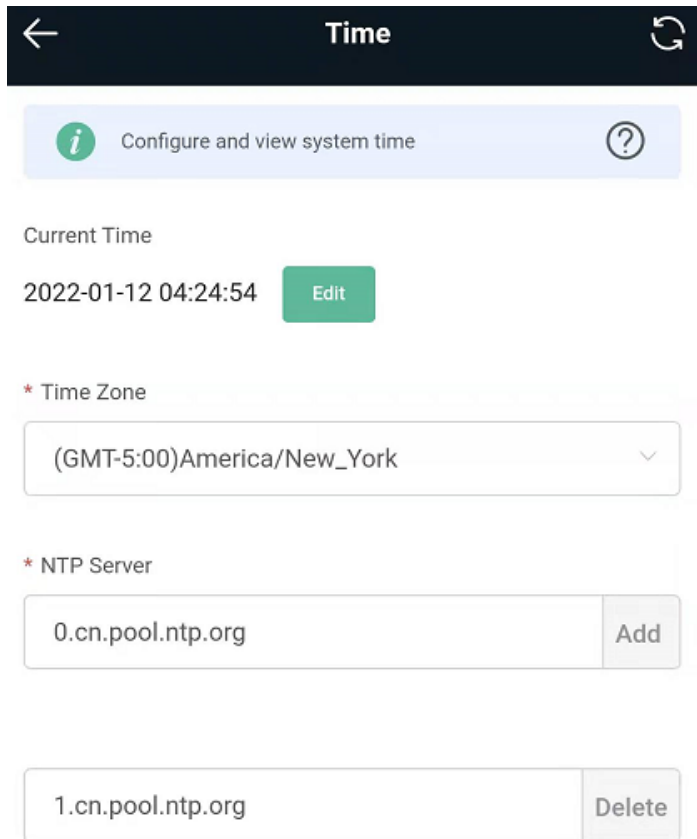 Time
Configure and view system time
Current Time
2022-01-12 04:24:54 Edit
* Time Zone
(GMT-5:00)America/New_York
* NTP Server
0.cn.pool.ntp.org Add
1.cn.pool.ntp.org Delete